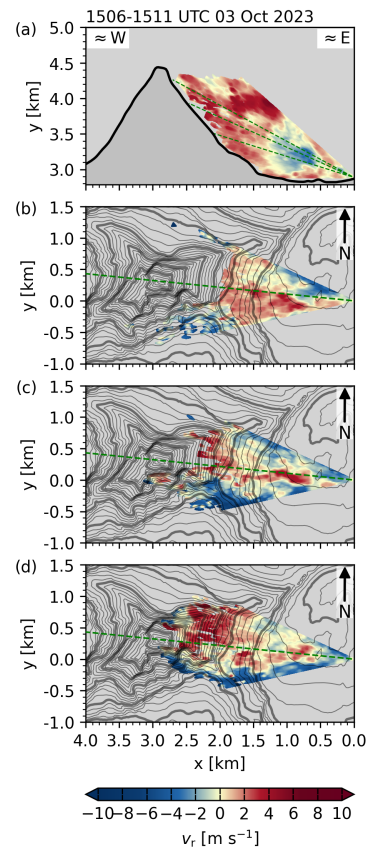 1506-1511 UTC 03 Oct 2023
(a)
≈ W
≈ E
5.0
4.5
4.0
3.5
3.0
y [km]
(b)
1.5
1.0
0.5
0.0
-0.5
-1.0
y [km]
N
(c)
1.5
1.0
0.5
0.0
-0.5
-1.0
y [km]
N
(d)
1.5
1.0
0.5
0.0
-0.5
-1.0
y [km]
N
4.0 3.5 3.0 2.5 2.0 1.5 1.0 0.5 0.0
x [km]
−10 −8 −6 −4 −2 0 2 4 6 8 10
vr [m s−1]